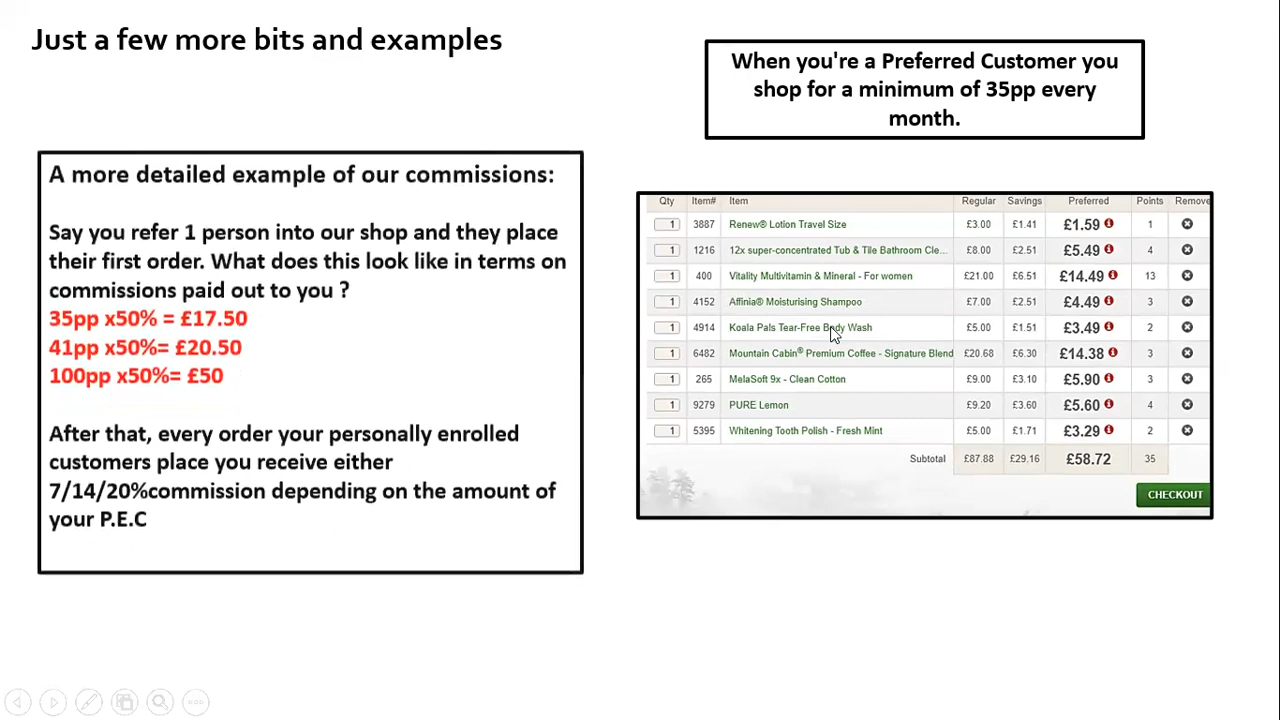 Just a few more bits and examples
When you're a Preferred Customer you
shop for a minimum of 35pp every
month.
A more detailed example of our commissions:
Say you refer 1 person into our shop and they place
their first order. What does this look like in terms on
commissions paid out to you ?
35pp x50% = £17.50
41pp x50%= £20.50
100pp x50%= £50
After that, every order your personally enrolled
customers place you receive either
7/14/20%commission depending on the amount of
your P.E.C
Qty Item# Item Regular Savings Preferred Points Remove
1 3887 Renew® Lotion Travel Size £3.00 £1.41 £1.59 1
1 1216 12x super-concentrated Tub & Tile Bathroom Cle... £8.00 £2.51 £5.49 4
1 400 Vitality Multivitamin & Mineral - For women £21.00 £6.51 £14.49 13
1 4152 Affinia® Moisturising Shampoo £7.00 £2.51 £4.49 3
1 4914 Koala Pals Tear-Free Body Wash £5.00 £1.51 £3.49 2
1 6482 Mountain Cabin® Premium Coffee - Signature Blend £20.68 £6.30 £14.38 3
1 265 MelaSoft 9x - Clean Cotton £9.00 £3.10 £5.90 3
1 9279 PURE Lemon £9.20 £3.60 £5.60 4
1 5395 Whitening Tooth Polish - Fresh Mint £5.00 £1.71 £3.29 2
Subtotal £87.88 £29.16 £58.72 35
CHECKOUT